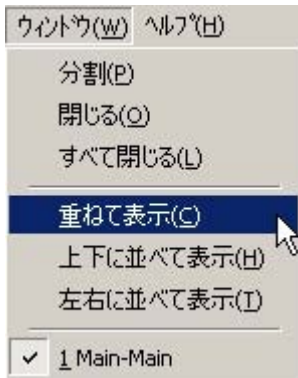 ウィンドウ(W) ヘルプ(H)
分割(P)
閉じる(O)
すべて閉じる(L)
重ねて表示(C)
上下に並べて表示(H)
左右に並べて表示(T)
1 Main-Main